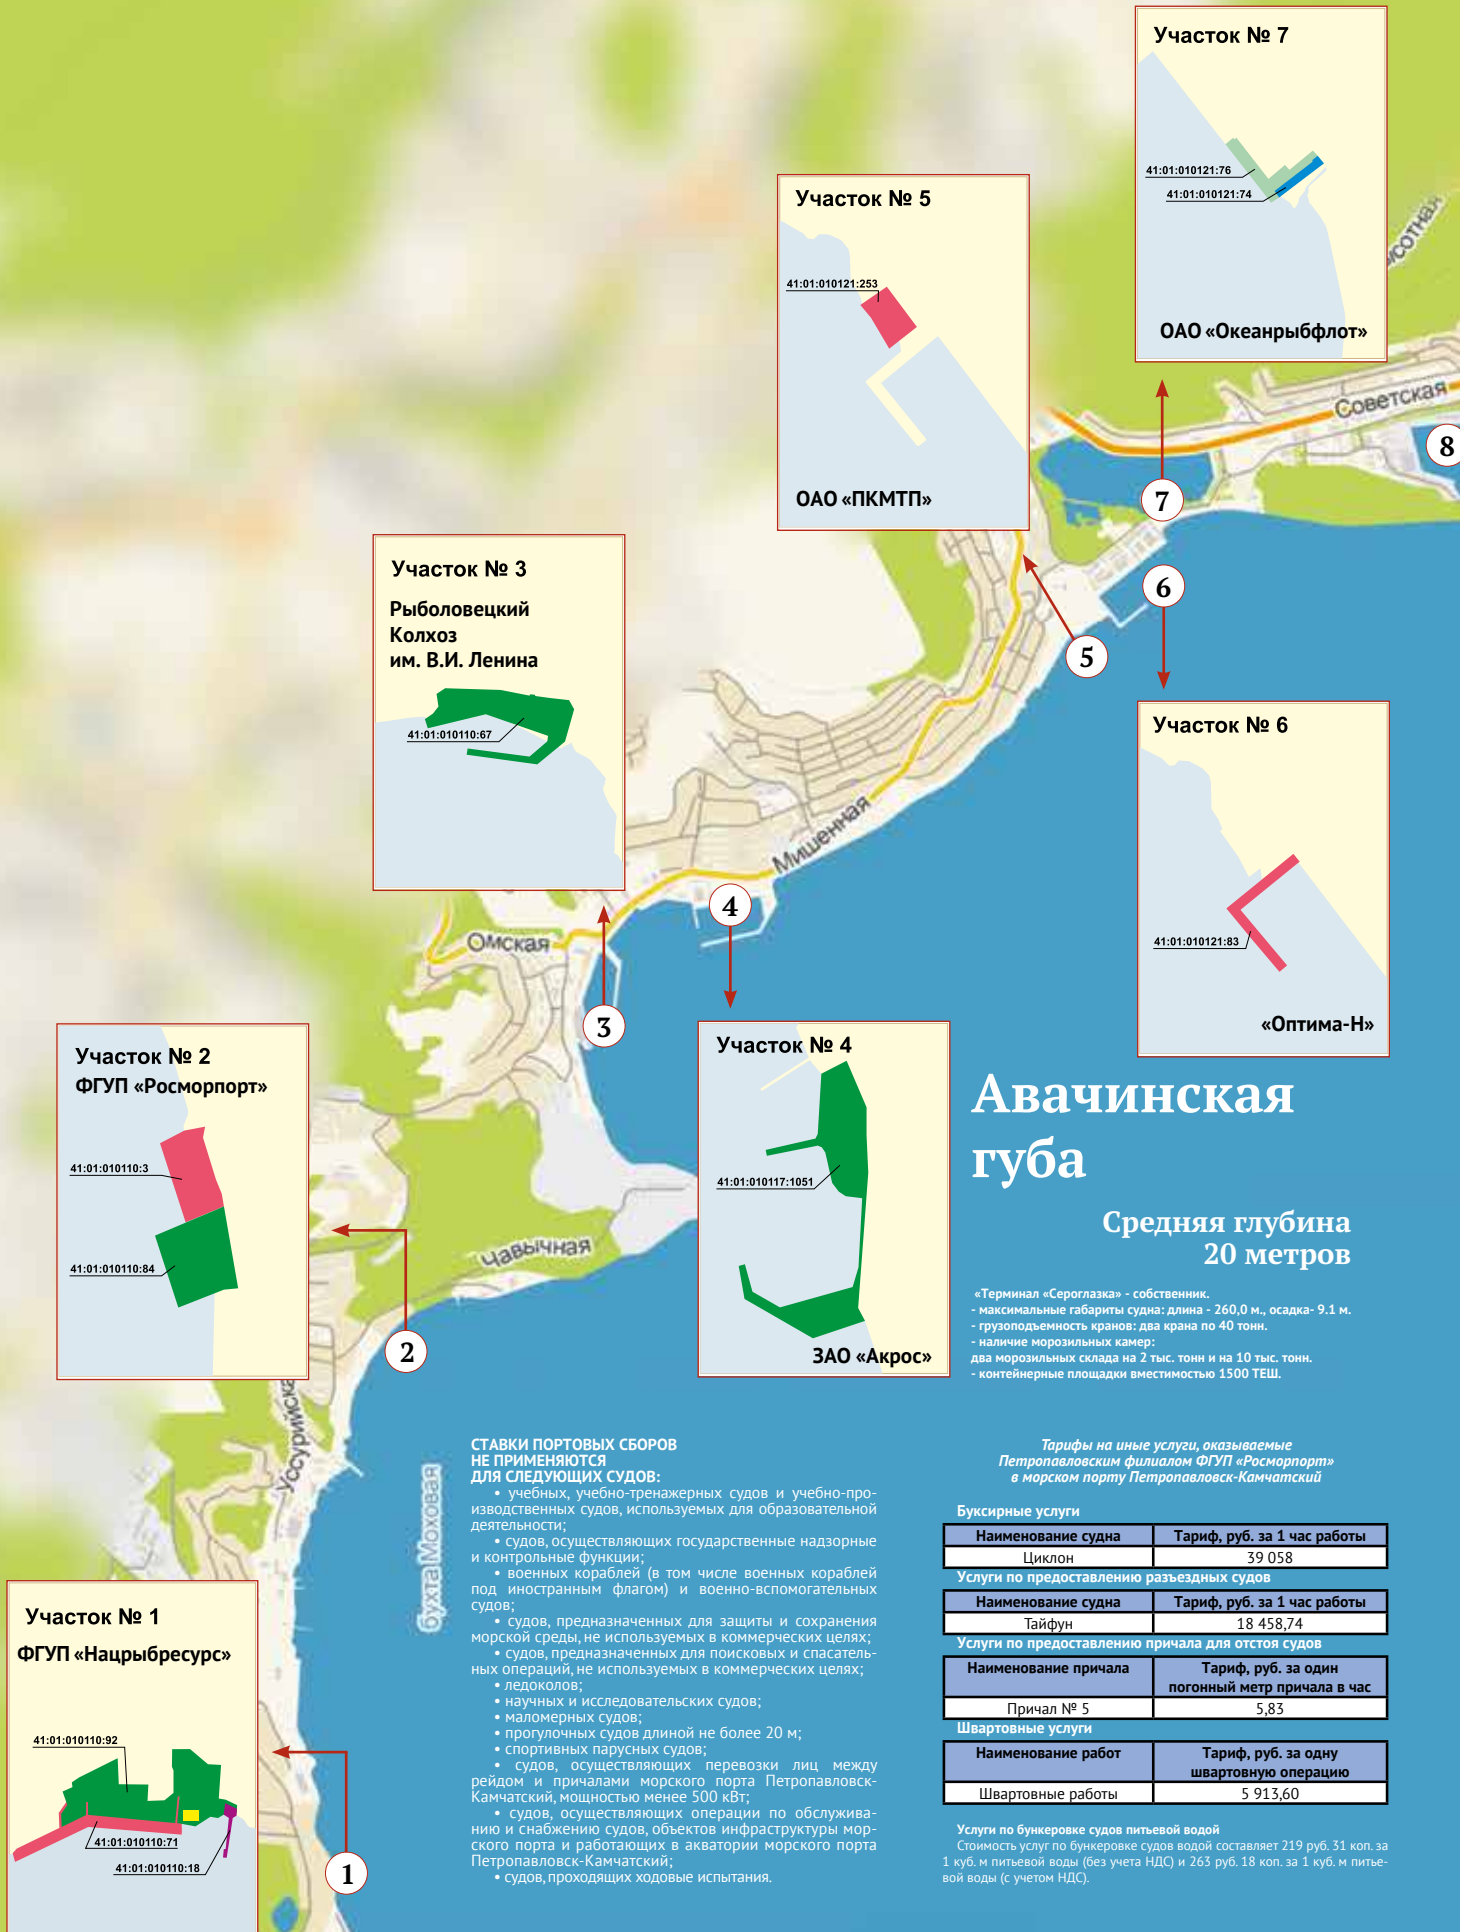 Участок № 7
41:01:010121:76
41:01:010121:74
ОАО «Океанрыбфлот»
Участок № 5
41:01:010121:253
ОАО «ПКМТП»
Советская
8
7
6
5
Участок № 3
Рыболовецкий
Колхоз
им. В.И. Ленина
41:01:010110:67
Участок № 6
41:01:010121:83
«Оптима-Н»
Мишенная
4
Омская
3
Участок № 2
ФГУП «Росморпорт»
41:01:010110:3
41:01:010110:84
Участок № 4
41:01:010117:1051
ЗАО «Акрос»
Чавычная
2
Авачинская
губа
Средняя глубина
20 метров
«Терминал «Сероглазка» - собственник.
- максимальные габариты судна: длина - 260,0 м., осадка- 9.1 м.
- грузоподъемность кранов: два крана по 40 тонн.
- наличие морозильных камер:
два морозильных склада на 2 тыс. тонн и на 10 тыс. тонн.
- контейнерные площадки вместимостью 1500 ТЕШ.
бухта Моховая
Участок № 1
ФГУП «Нацрыбресурс»
41:01:010110:92
41:01:010110:71
41:01:010110:18
1
СТАВКИ ПОРТОВЫХ СБОРОВ
НЕ ПРИМЕНЯЮТСЯ
ДЛЯ СЛЕДУЮЩИХ СУДОВ:
• учебных, учебно-тренажерных судов и учебно-про-
изводственных судов, используемых для образовательной
деятельности;
• судов, осуществляющих государственные надзорные
и контрольные функции;
• военных кораблей (в том числе военных кораблей
под иностранным флагом) и военно-вспомогательных
судов;
• судов, предназначенных для защиты и сохранения
морской среды, не используемых в коммерческих целях;
• судов, предназначенных для поисковых и спасатель-
ных операций, не используемых в коммерческих целях;
• ледоколов;
• научных и исследовательских судов;
• маломерных судов;
• прогулочных судов длиной не более 20 м;
• спортивных парусных судов;
• судов, осуществляющих перевозки лиц между
рейдом и причалами морского порта Петропавловск-
Камчатский, мощностью менее 500 кВт;
• судов, осуществляющих операции по обслужива-
нию и снабжению судов, объектов инфраструктуры мор-
ского порта и работающих в акватории морского порта
Петропавловск-Камчатский;
• судов, проходящих ходовые испытания.
Тарифы на иные услуги, оказываемые
Петропавловским филиалом ФГУП «Росморпорт»
в морском порту Петропавловск-Камчатский
Буксирные услуги
Наименование судна Тариф, руб. за 1 час работы
Циклон 39 058
Услуги по предоставлению разъездных судов
Наименование судна Тариф, руб. за 1 час работы
Тайфун 18 458,74
Услуги по предоставлению причала для отстоя судов
Наименование причала Тариф, руб. за один
погонный метр причала в час
Причал № 5 5,83
Швартовные услуги
Наименование работ Тариф, руб. за одну
швартовную операцию
Швартовные работы 5 913,60
Услуги по бункеровке судов питьевой водой
Стоимость услуг по бункеровке судов водой составляет 219 руб. 31 коп. за
1 куб. м питьевой воды (без учета НДС) и 263 руб. 18 коп. за 1 куб. м питье-
вой воды (с учетом НДС).